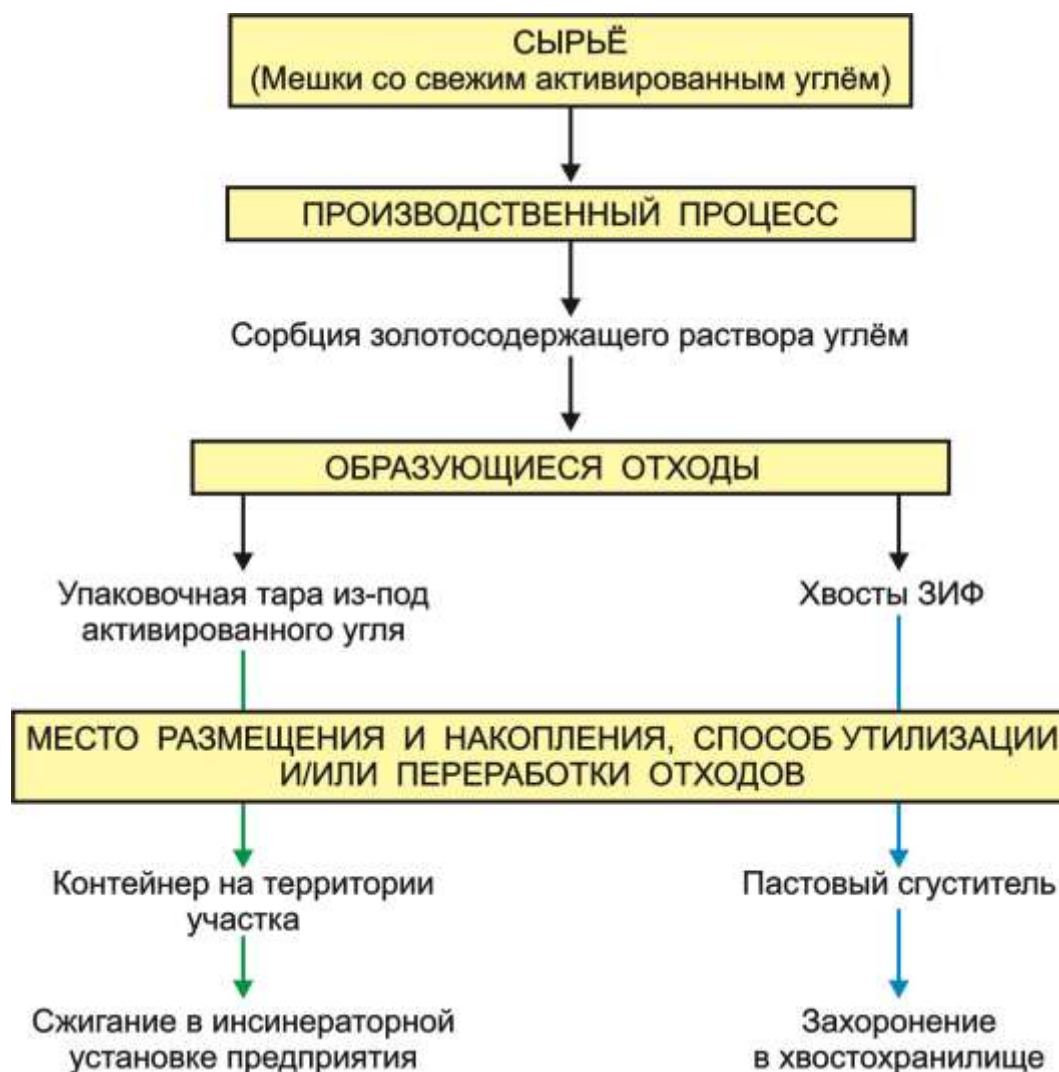 СЫРЬЁ
(Мешки со свежим активированным углём)
ПРОИЗВОДСТВЕННЫЙ ПРОЦЕСС
Сорбция золотосодержащего раствора углём
ОБРАЗУЮЩИЕСЯ ОТХОДЫ
Упаковочная тара из-под
активированного угля
Хвосты ЗИФ
МЕСТО РАЗМЕЩЕНИЯ И НАКОПЛЕНИЯ, СПОСОБ УТИЛИЗАЦИИ
И/ИЛИ ПЕРЕРАБОТКИ ОТХОДОВ
Контейнер на территории
участка
Пастовый сгуститель
Сжигание в инсинераторной
установке предприятия
Захоронение
в хвостохранилище